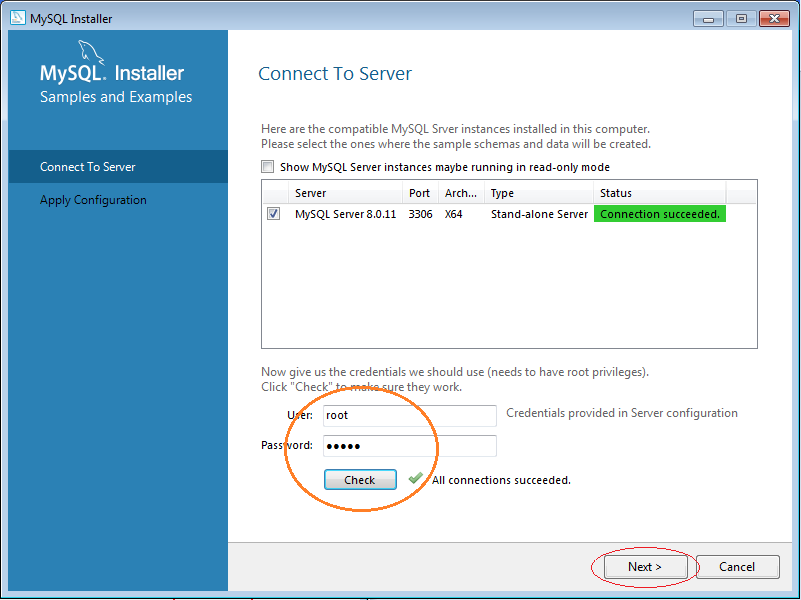 MySQL Installer
MySQL. Installer
Samples and Examples
Connect To Server
Apply Configuration
Connect To Server
Here are the compatible MySQL Srver instances installed in this computer.
Please select the ones where the sample schemas and data will be created.
Show MySQL Server instances maybe running in read-only mode
Server Port Arch... Type Status
MySQL Server 8.0.11 3306 X64 Stand-alone Server Connection succeeded.
Now give us the credentials we should use (needs to have root privileges).
Click "Check" to make sure they work.
User: root Credentials provided in Server configuration
Password: •••••
Check All connections succeeded.
Next > Cancel